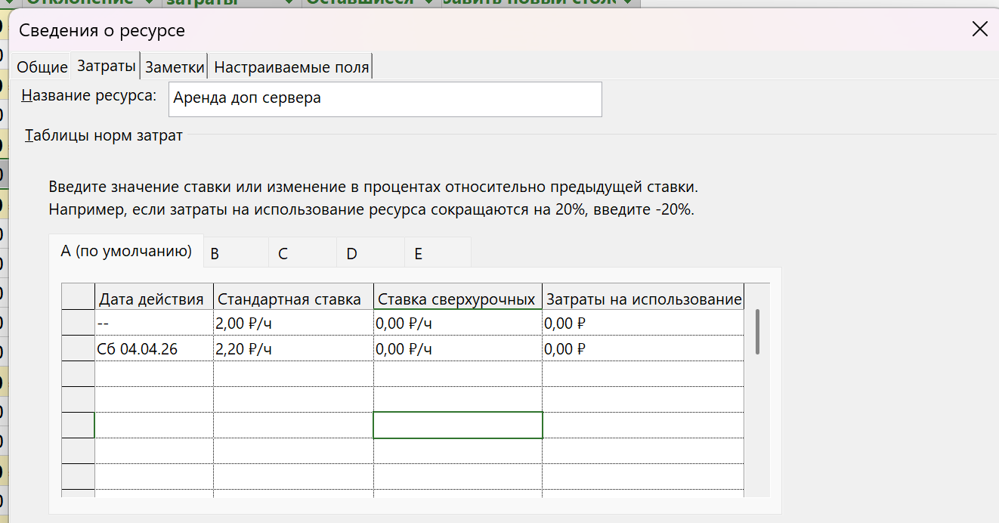 Отклонение затраты Оставшиеся
Сведения о ресурсе
Общие Затраты Заметки Настраиваемые поля
Название ресурса: Аренда доп сервера
Таблицы норм затрат
Введите значение ставки или изменение в процентах относительно предыдущей ставки.
Например, если затраты на использование ресурса сокращаются на 20%, введите -20%.
A (по умолчанию) B C D E
Дата действия Стандартная ставка Ставка сверхурочных Затраты на использование
-- 2,00 ₽/ч 0,00 ₽/ч 0,00 ₽
Сб 04.04.26 2,20 ₽/ч 0,00 ₽/ч 0,00 ₽